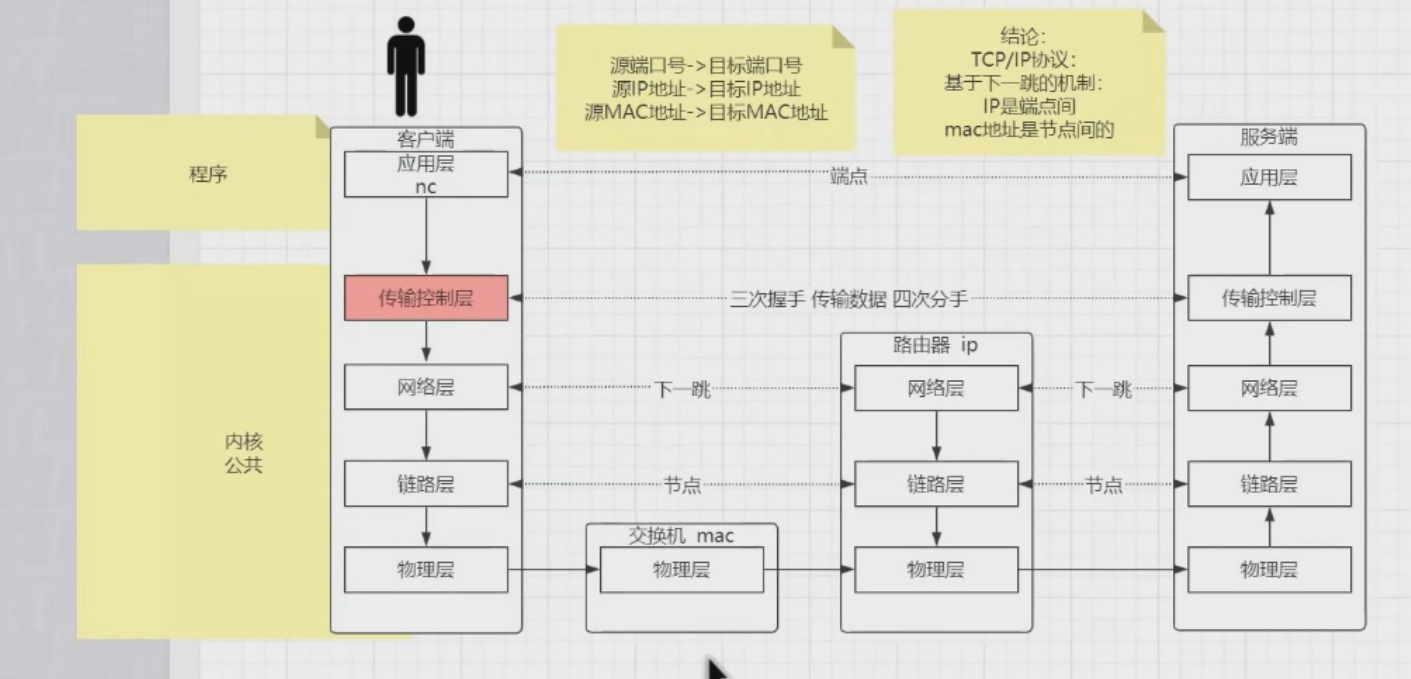 源端口号->目标端口号
源IP地址->目标IP地址
源MAC地址->目标MAC地址
结论：
TCP/IP协议：
基于下一跳的机制：
IP是端点间
mac地址是节点间的
程序
客户端
应用层
nc
端点
服务端
应用层
传输控制层
三次握手 传输数据 四次分手
传输控制层
路由器 ip
网络层
下一跳
网络层
下一跳
网络层
内核
公共
链路层
节点
链路层
节点
链路层
交换机 mac
物理层
物理层
物理层
物理层